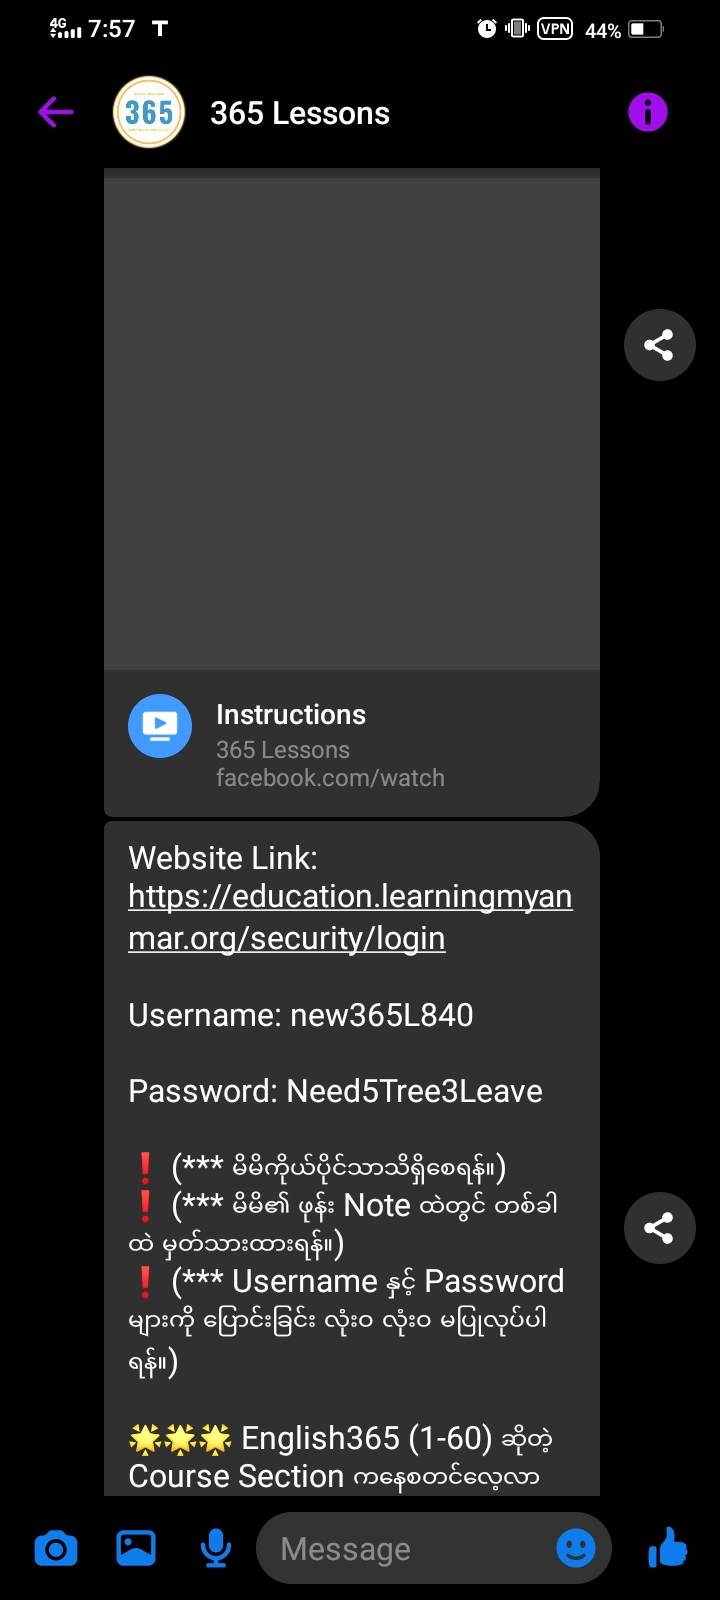 4G 7:57 T VPN 44%
365 365 Lessons
Instructions
365 Lessons
facebook.com/watch
Website Link:
https://education.learningmyan
mar.org/security/login
Username: new365L840
Password: Need5Tree3Leave
❗ (*** မိမိကိုယ်ပိုင်သာသိရှိစေရန်။)
❗ (*** မိမိ၏ ဖုန်း Note ထဲတွင် တစ်ခါ
ထဲ မှတ်သားထားရန်။)
❗ (*** Username နှင့် Password
များကို ပြောင်းခြင်း လုံးဝ လုံးဝ မပြုလုပ်ပါ
ရန်။)
🌟🌟🌟 English365 (1-60) ဆိုတဲ့
Course Section ကနေစတင်လေ့လာ
Message